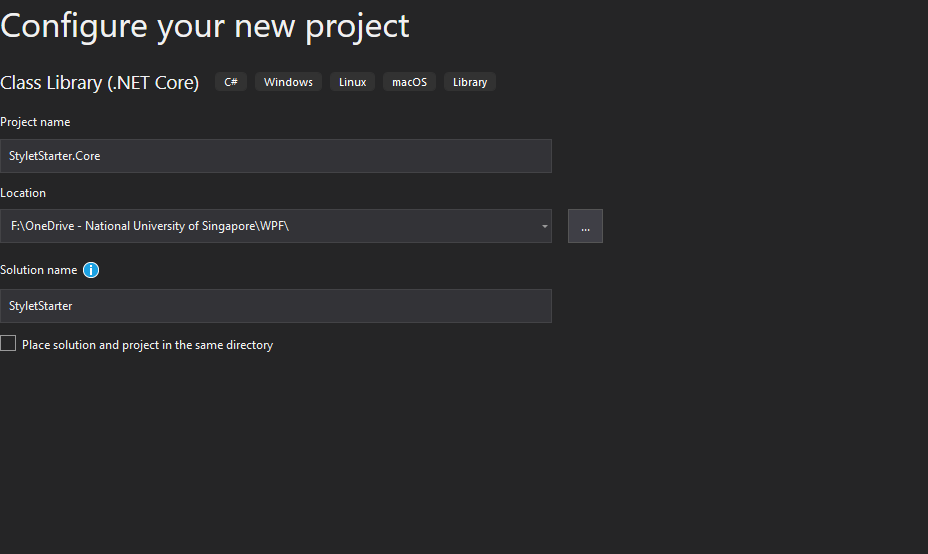 Configure your new project
Class Library (.NET Core) C# Windows Linux macOS Library
Project name
StyletStarter.Core
Location
F:\OneDrive - National University of Singapore\WPF\
...
Solution name i
StyletStarter
Place solution and project in the same directory